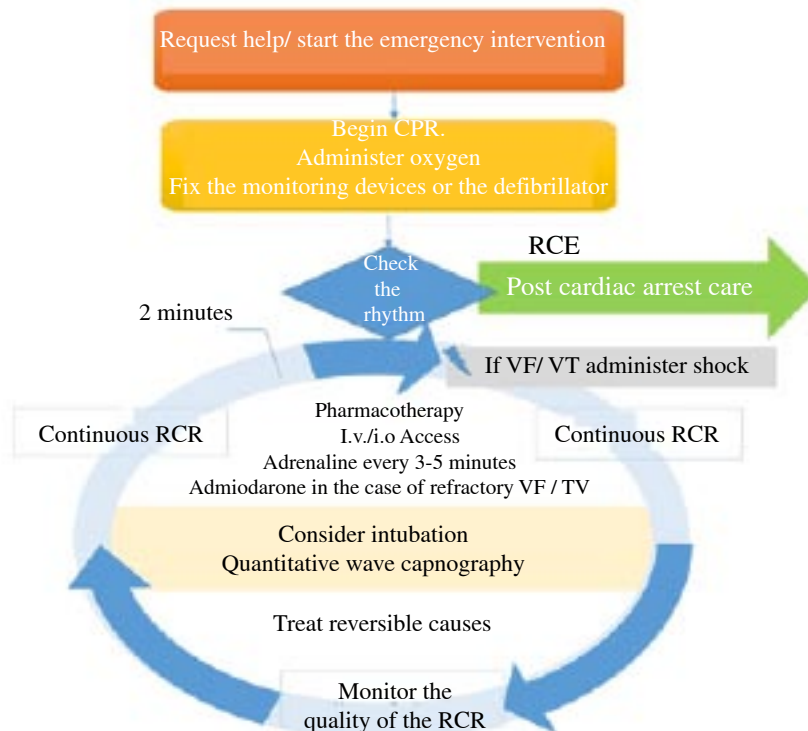 Request help/ start the emergency intervention
Begin CPR.
Administer oxygen
Fix the monitoring devices or the defibrillator
RCE
Check
the
rhythm
Post cardiac arrest care
2 minutes
If VF/ VT administer shock
Continuous RCR
Pharmacotherapy
I.v./i.o Access
Adrenaline every 3-5 minutes
Admiodarone in the case of refractory VF / TV
Continuous RCR
Consider intubation
Quantitative wave capnography
Treat reversible causes
Monitor the
quality of the RCR